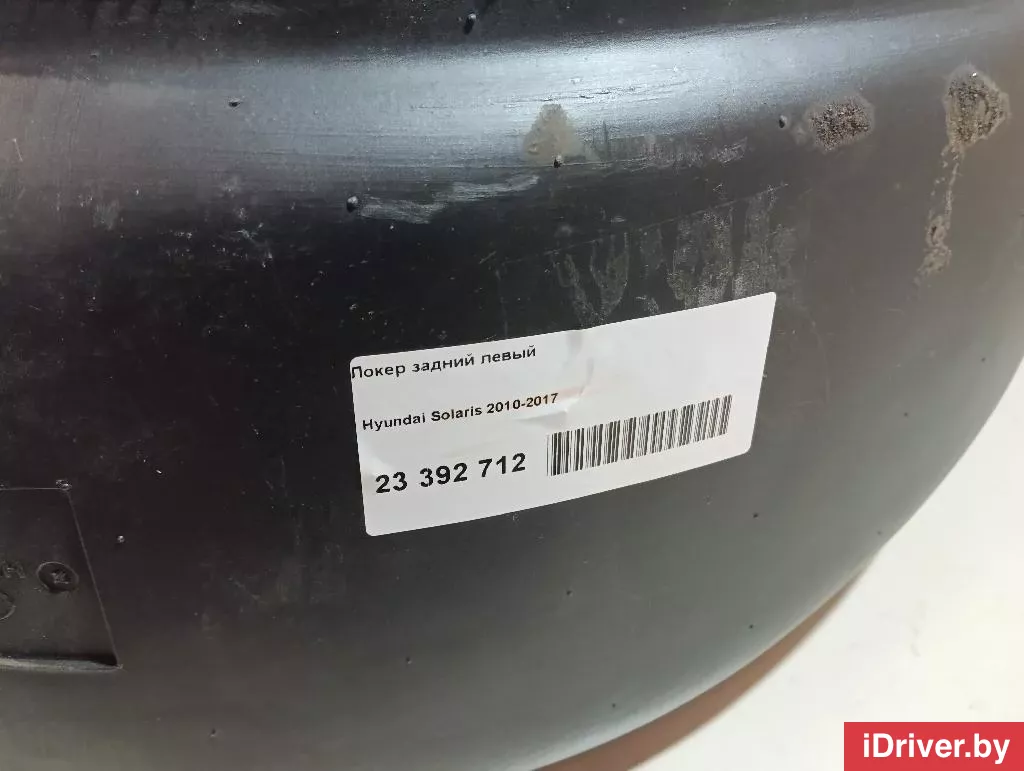 Локер задний левый
Hyundai Solaris 2010-2017
23 392 712
iDriver.by